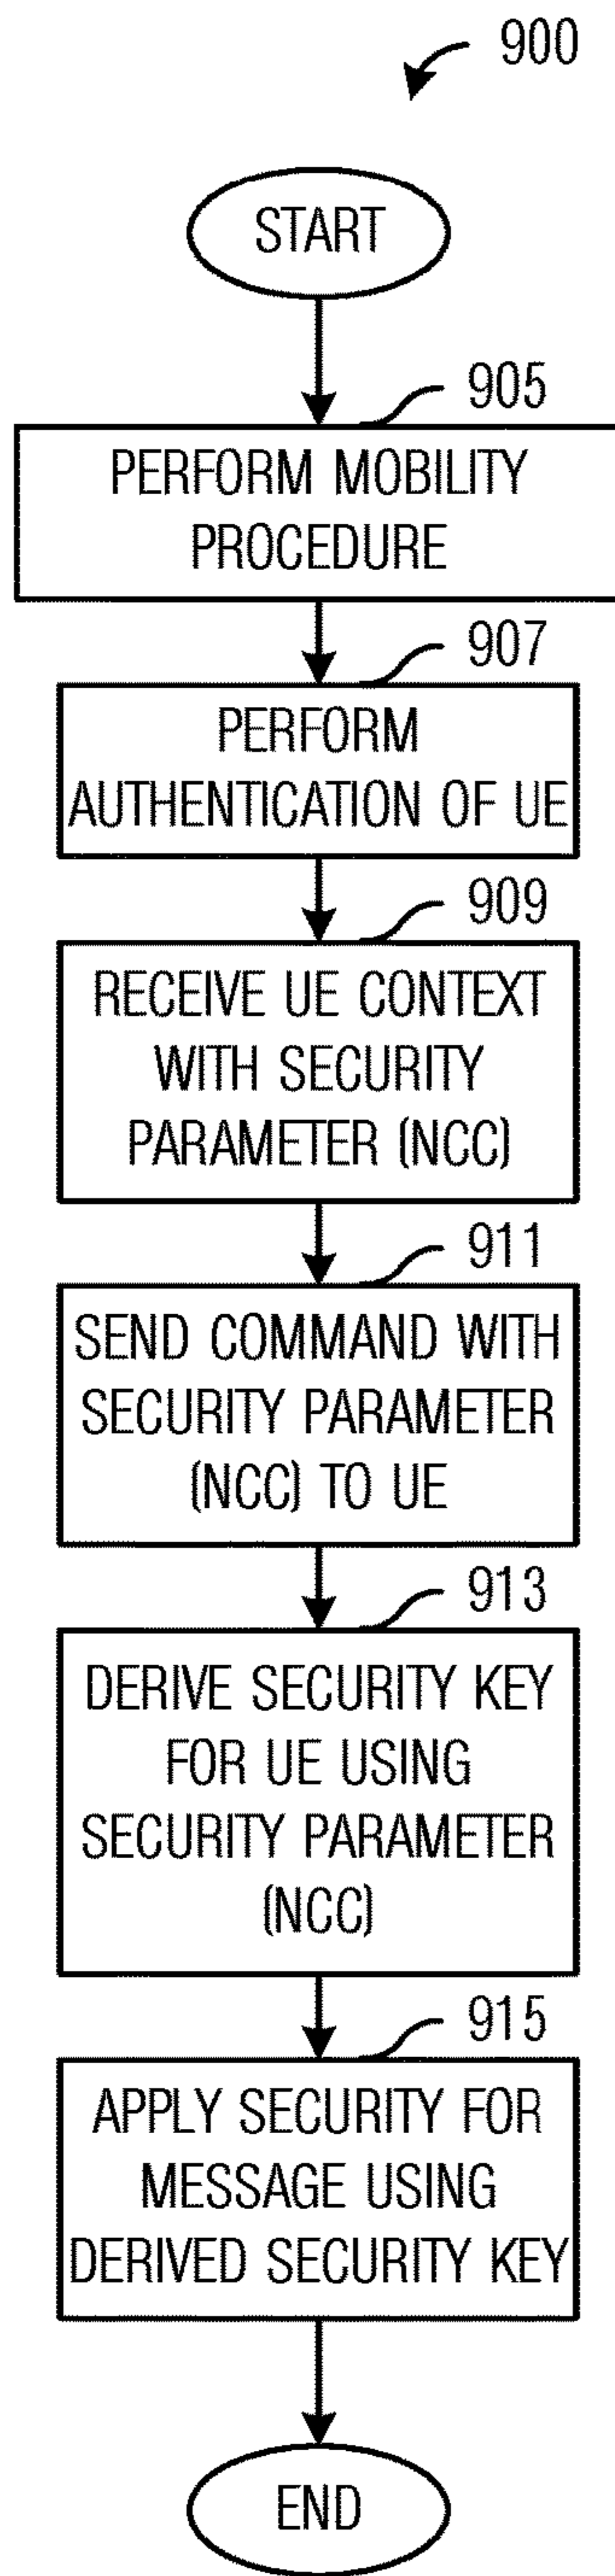 900
START
905
PERFORM MOBILITY
PROCEDURE
907
PERFORM
AUTHENTICATION OF UE
909
RECEIVE UE CONTEXT
WITH SECURITY
PARAMETER (NCC)
911
SEND COMMAND WITH
SECURITY PARAMETER
(NCC) TO UE
913
DERIVE SECURITY KEY
FOR UE USING
SECURITY PARAMETER
(NCC)
915
APPLY SECURITY FOR
MESSAGE USING
DERIVED SECURITY KEY
END